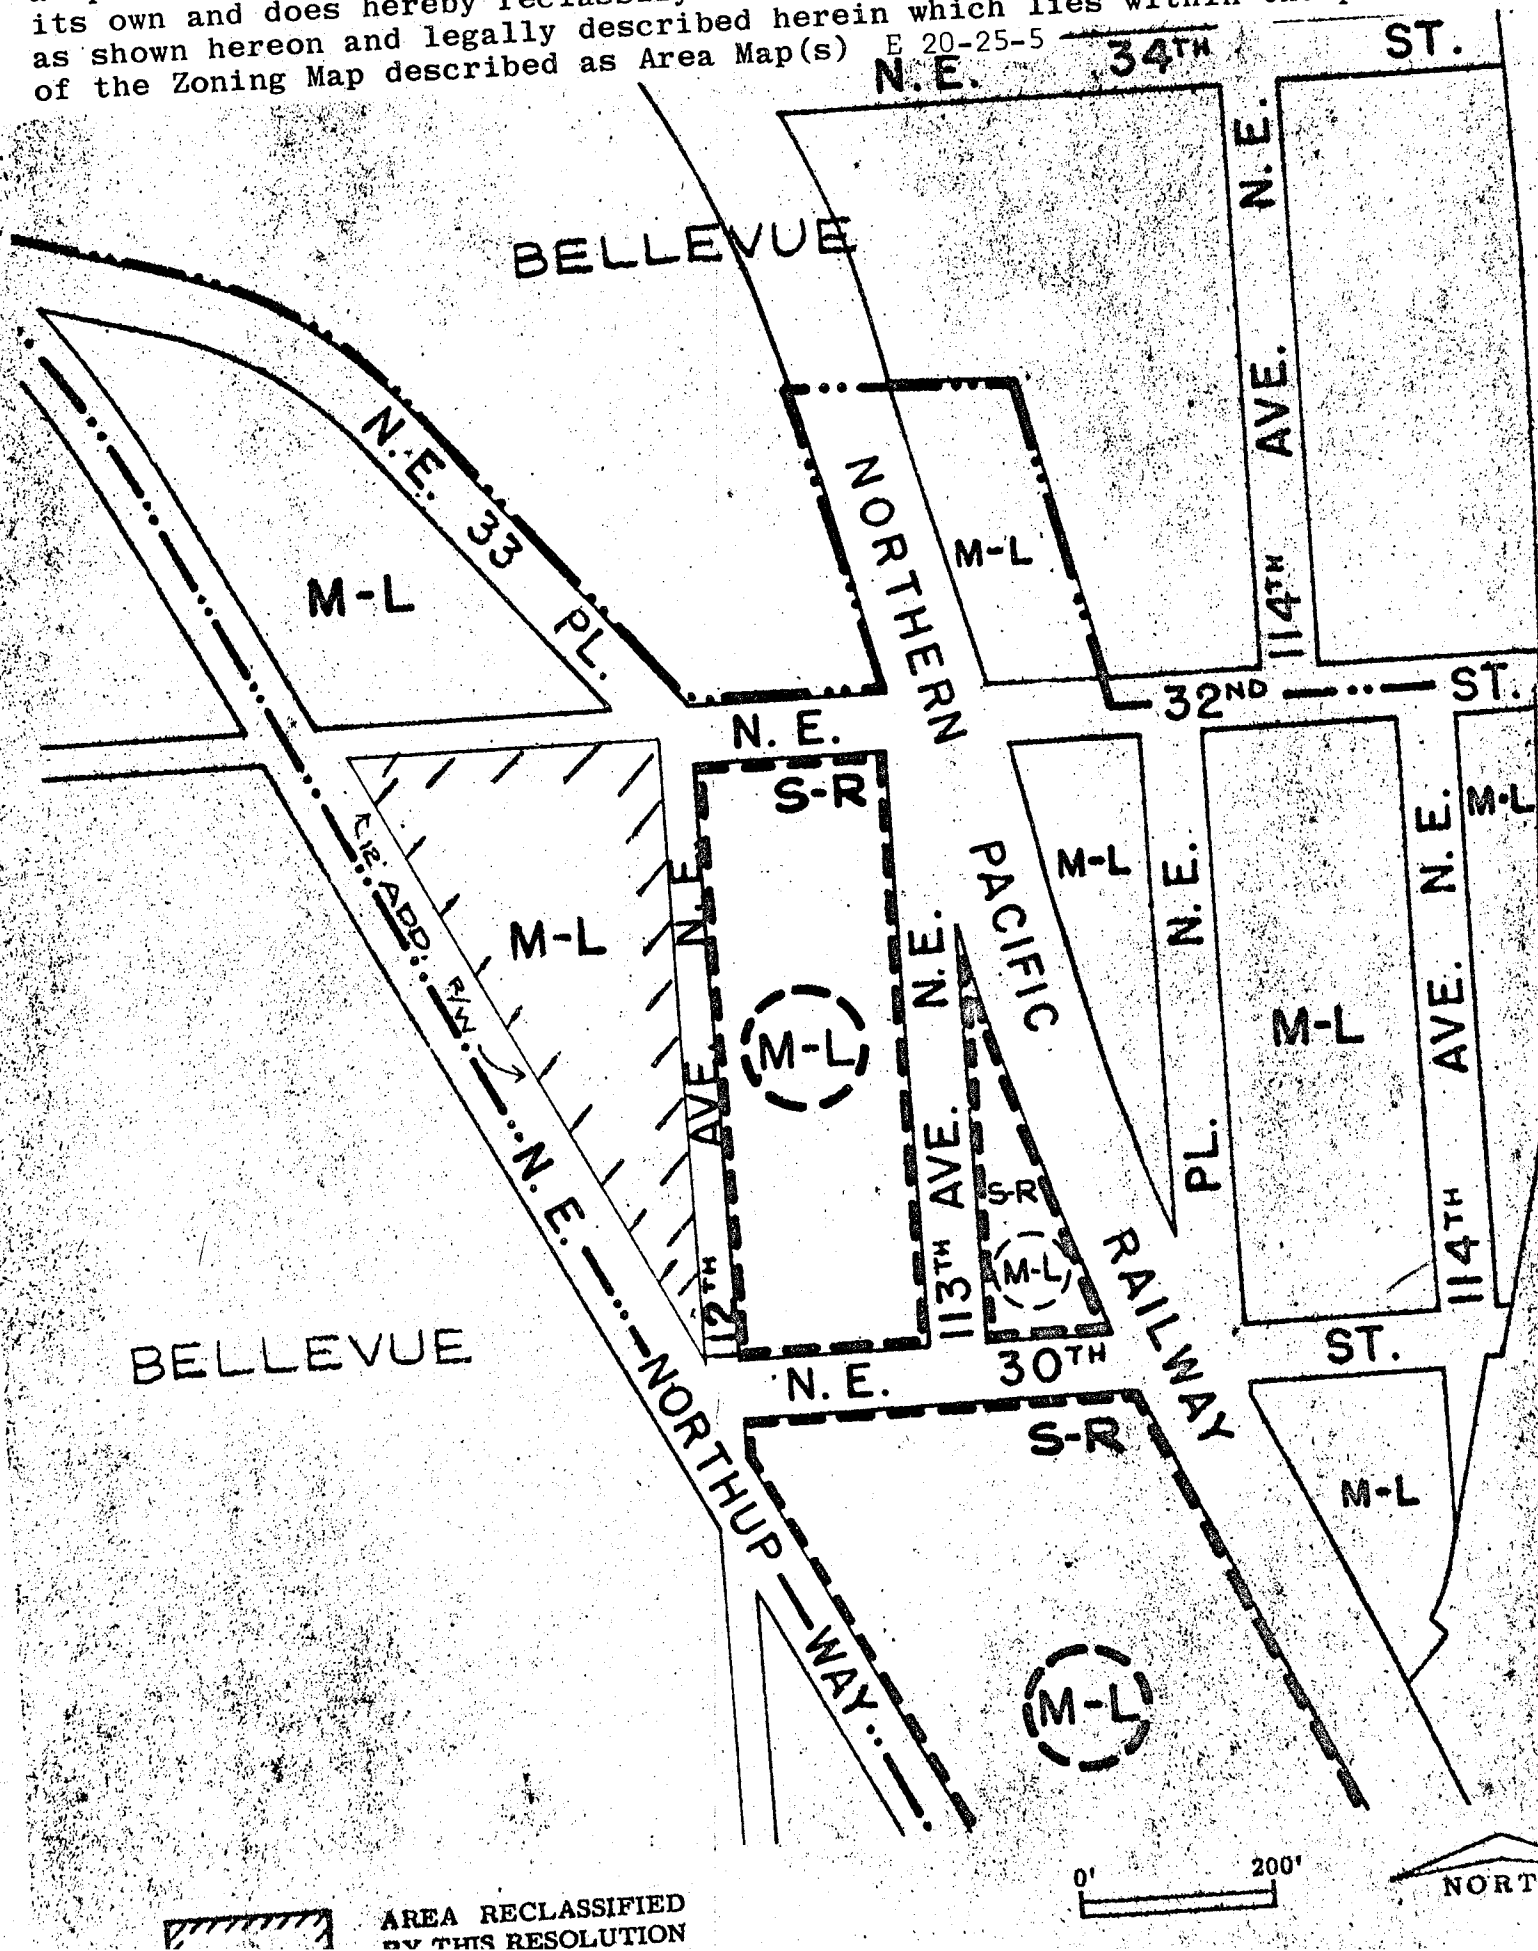 its own and does hereby
as shown hereon and legally described herein which lies within
of the Zoning Map described as Area Map(s) E 20-25-5
N.E. 34TH ST.
BELLEVUE
N.E.
AVE.
114TH
N.E. 33 PL.
M-L
NORTHERN
M-L
N.E. 32ND ST.
S-R
12' ADD. R/W
M-L
N.E
AVE.
112TH
M-L
N.E.
AVE.
113TH
PACIFIC
M-L
N.E.
PL.
M-L
N.E.
AVE.
114TH
M-L
S-R
M-L
RAILWAY
BELLEVUE
N.E. NORTHUP WAY
N.E. 30TH ST.
S-R
M-L
M-L
0' 200'
NORT
AREA RECLASSIFIED
BY THIS RESOLUTION